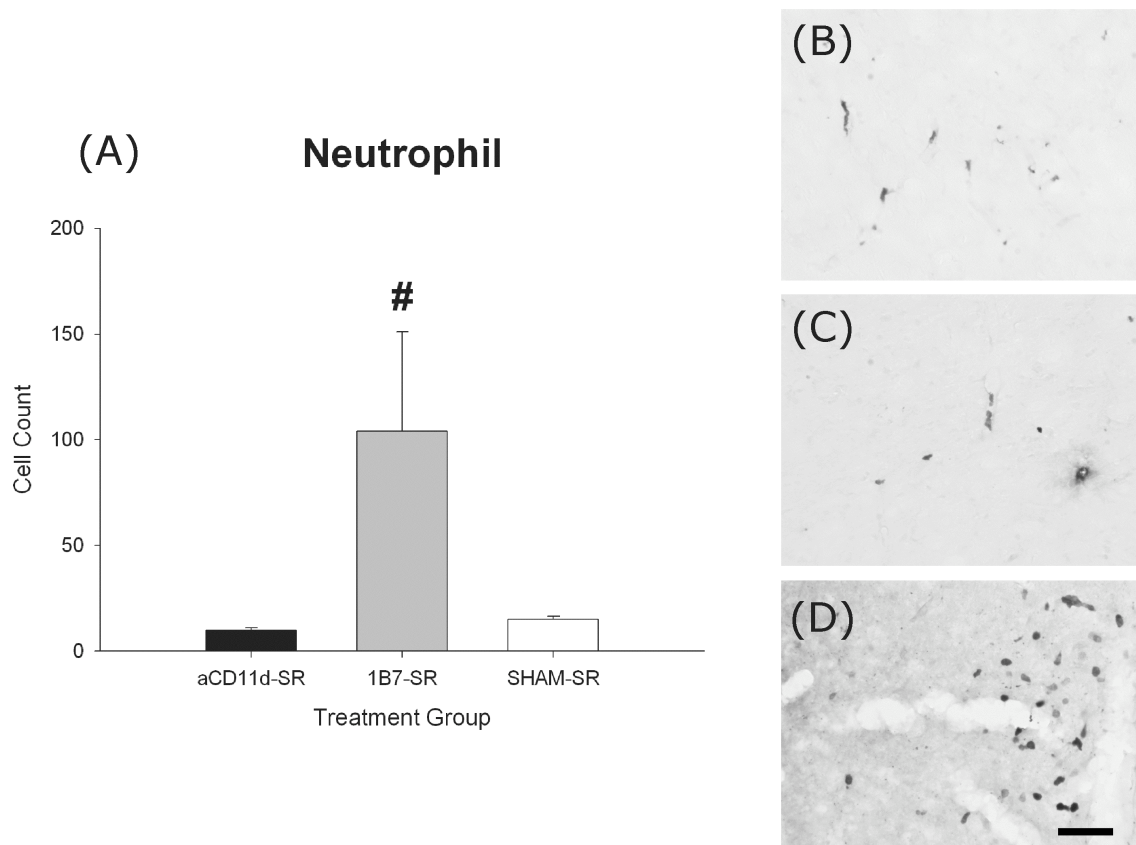 (A)
Neutrophil
200
150
100
50
0
#
Cell Count
aCD11d-SR 1B7-SR SHAM-SR
Treatment Group
(B)
(C)
(D)